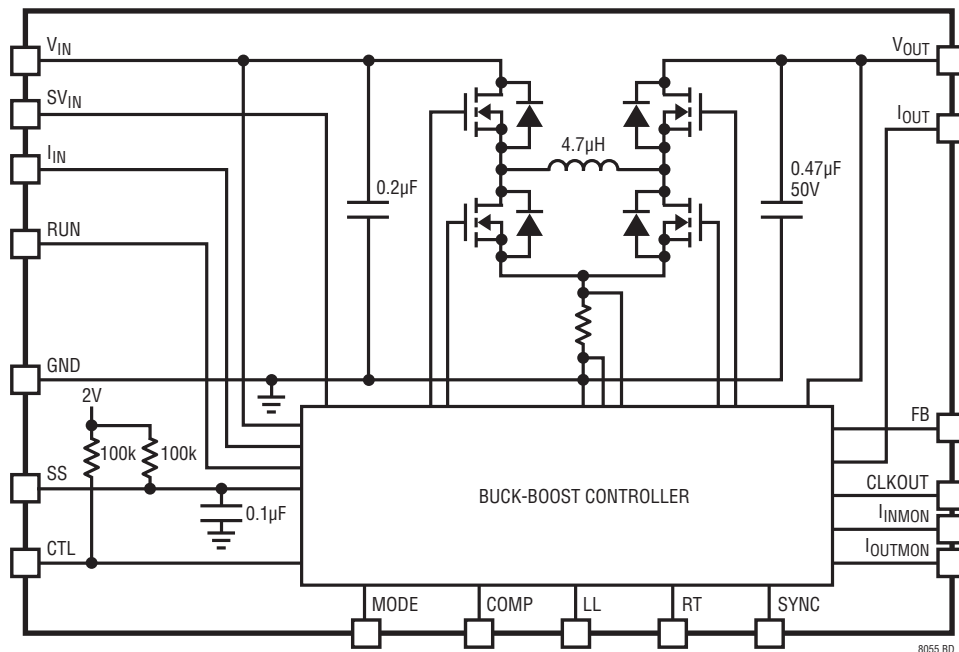 VIN
VOUT
SVIN
IOUT
IIN
4.7µH
0.2µF
0.47µF
50V
RUN
GND
2V
100k
100k
FB
SS
BUCK-BOOST CONTROLLER
CLKOUT
0.1µF
IINMON
CTL
IOUTMON
MODE
COMP
LL
RT
SYNC
8055 BD